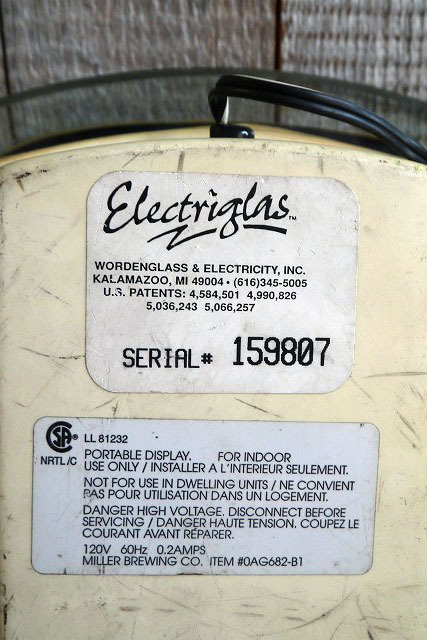 Electriglas™
WORDENGLASS & ELECTRICITY, INC.
KALAMAZOO, MI 49004 • (616)345-5005
U.S. PATENTS: 4,584,501 4,990,826
5,036,243 5,066,257
SERIAL# 159807
SA® LL 81232
NRTL/C PORTABLE DISPLAY. FOR INDOOR
USE ONLY / INSTALLER A L'INTERIEUR SEULEMENT.
NOT FOR USE IN DWELLING UNITS / NE CONVIENT
PAS POUR UTILISATION DANS UN LOGEMENT.
DANGER HIGH VOLTAGE. DISCONNECT BEFORE
SERVICING / DANGER HAUTE TENSION. COUPEZ LE
COURANT AVANT RÉPARER.
120V 60Hz 0.2AMPS
MILLER BREWING CO. ITEM #0AG682-B1